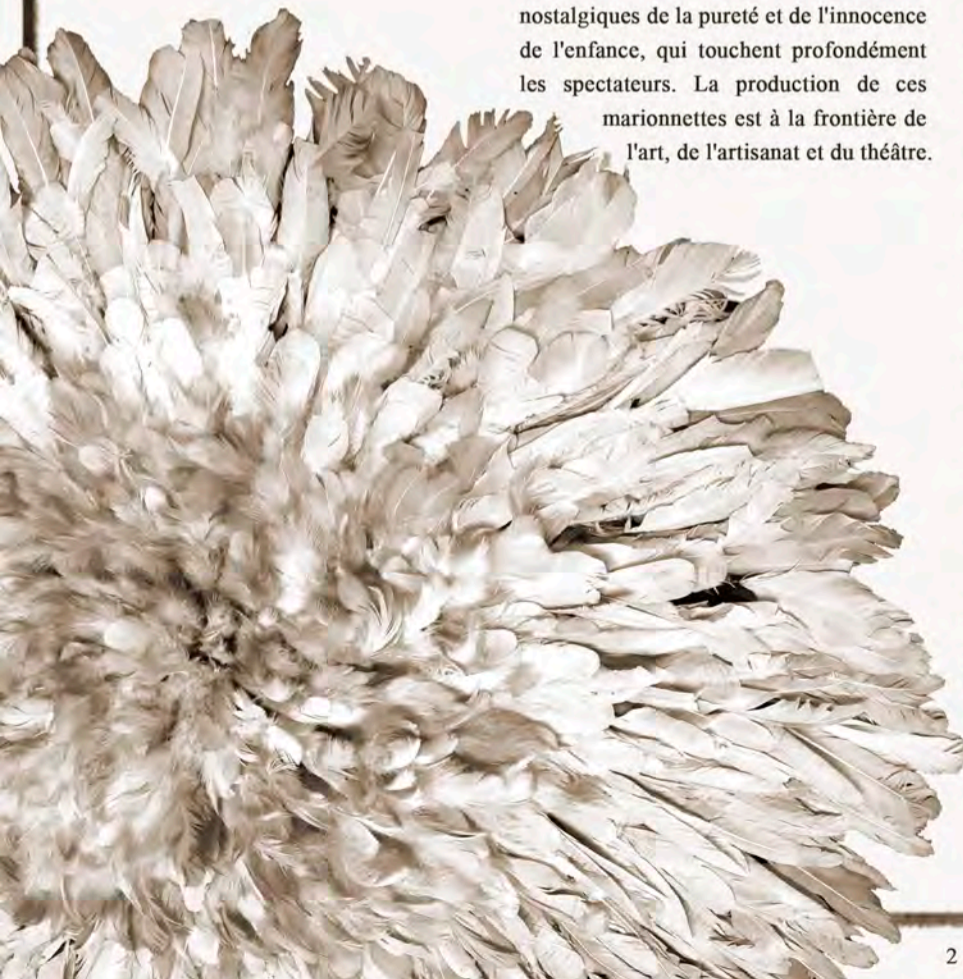 nostalgiques de la pureté et de l'innocence
de l'enfance, qui touchent profondément
les spectateurs. La production de ces
marionnettes est à la frontière de
l'art, de l'artisanat et du théâtre.
2